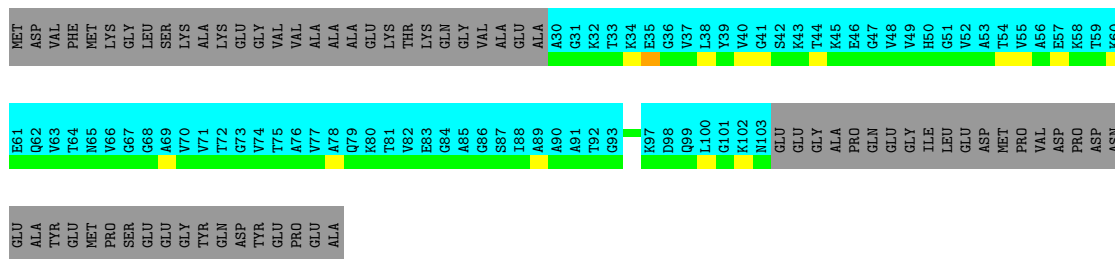 MET ASP VAL PHE MET LYS GLY LEU SER LYS ALA LYS GLU GLY VAL VAL ALA ALA ALA GLU LYS THR LYS GLN GLY VAL ALA GLU ALA A30 G31 K32 T33 K34 E35 G36 V37 L38 Y39 V40 G41 S42 K43 T44 K45 E46 G47 V48 V49 H50 G51 V52 A53 T54 V55 A56 E57 K58 T59 K60
E61 Q62 V63 T64 N65 V66 G67 G68 A69 V70 V71 T72 G73 V74 T75 A76 V77 A78 Q79 K80 T81 V82 E83 G84 A85 G86 S87 I88 A89 A90 A91 T92 G93 K97 D98 Q99 L100 G101 K102 N103 GLU GLU GLY ALA PRO GLN GLU GLY ILE LEU GLU ASP MET PRO VAL ASP PRO ASP ASN
GLU ALA TYR GLU MET PRO SER GLU GLU GLY TYR GLN ASP TYR GLU PRO GLU ALA